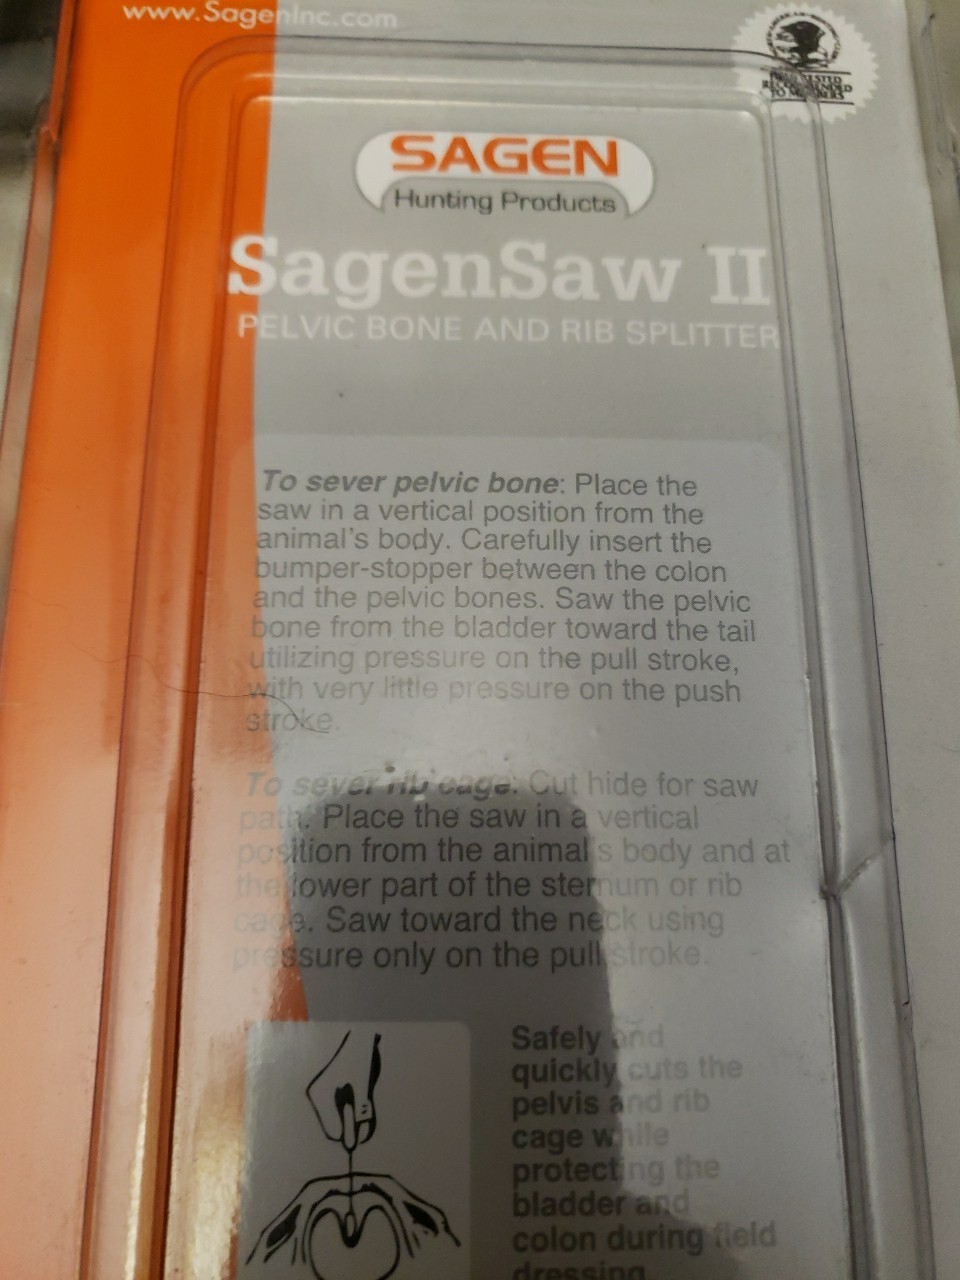 www.SagenInc.com
SAGEN
Hunting Products
SagenSaw II
PELVIC BONE AND RIB SPLITTER
To sever pelvic bone: Place the
saw in a vertical position from the
animal's body. Carefully insert the
bumper-stopper between the colon
and the pelvic bones. Saw the pelvic
bone from the bladder toward the tail
utilizing pressure on the pull stroke,
with very little pressure on the push
stroke.
To sever rib cage: Cut hide for saw
path. Place the saw in a vertical
position from the animal's body and at
the lower part of the sternum or rib
cage. Saw toward the neck using
pressure only on the pull stroke.
Safely and
quickly cuts the
pelvis and rib
cage while
protecting the
bladder and
colon during field
dressing
TESTED
RECOMMENDED
TO MEMBERS